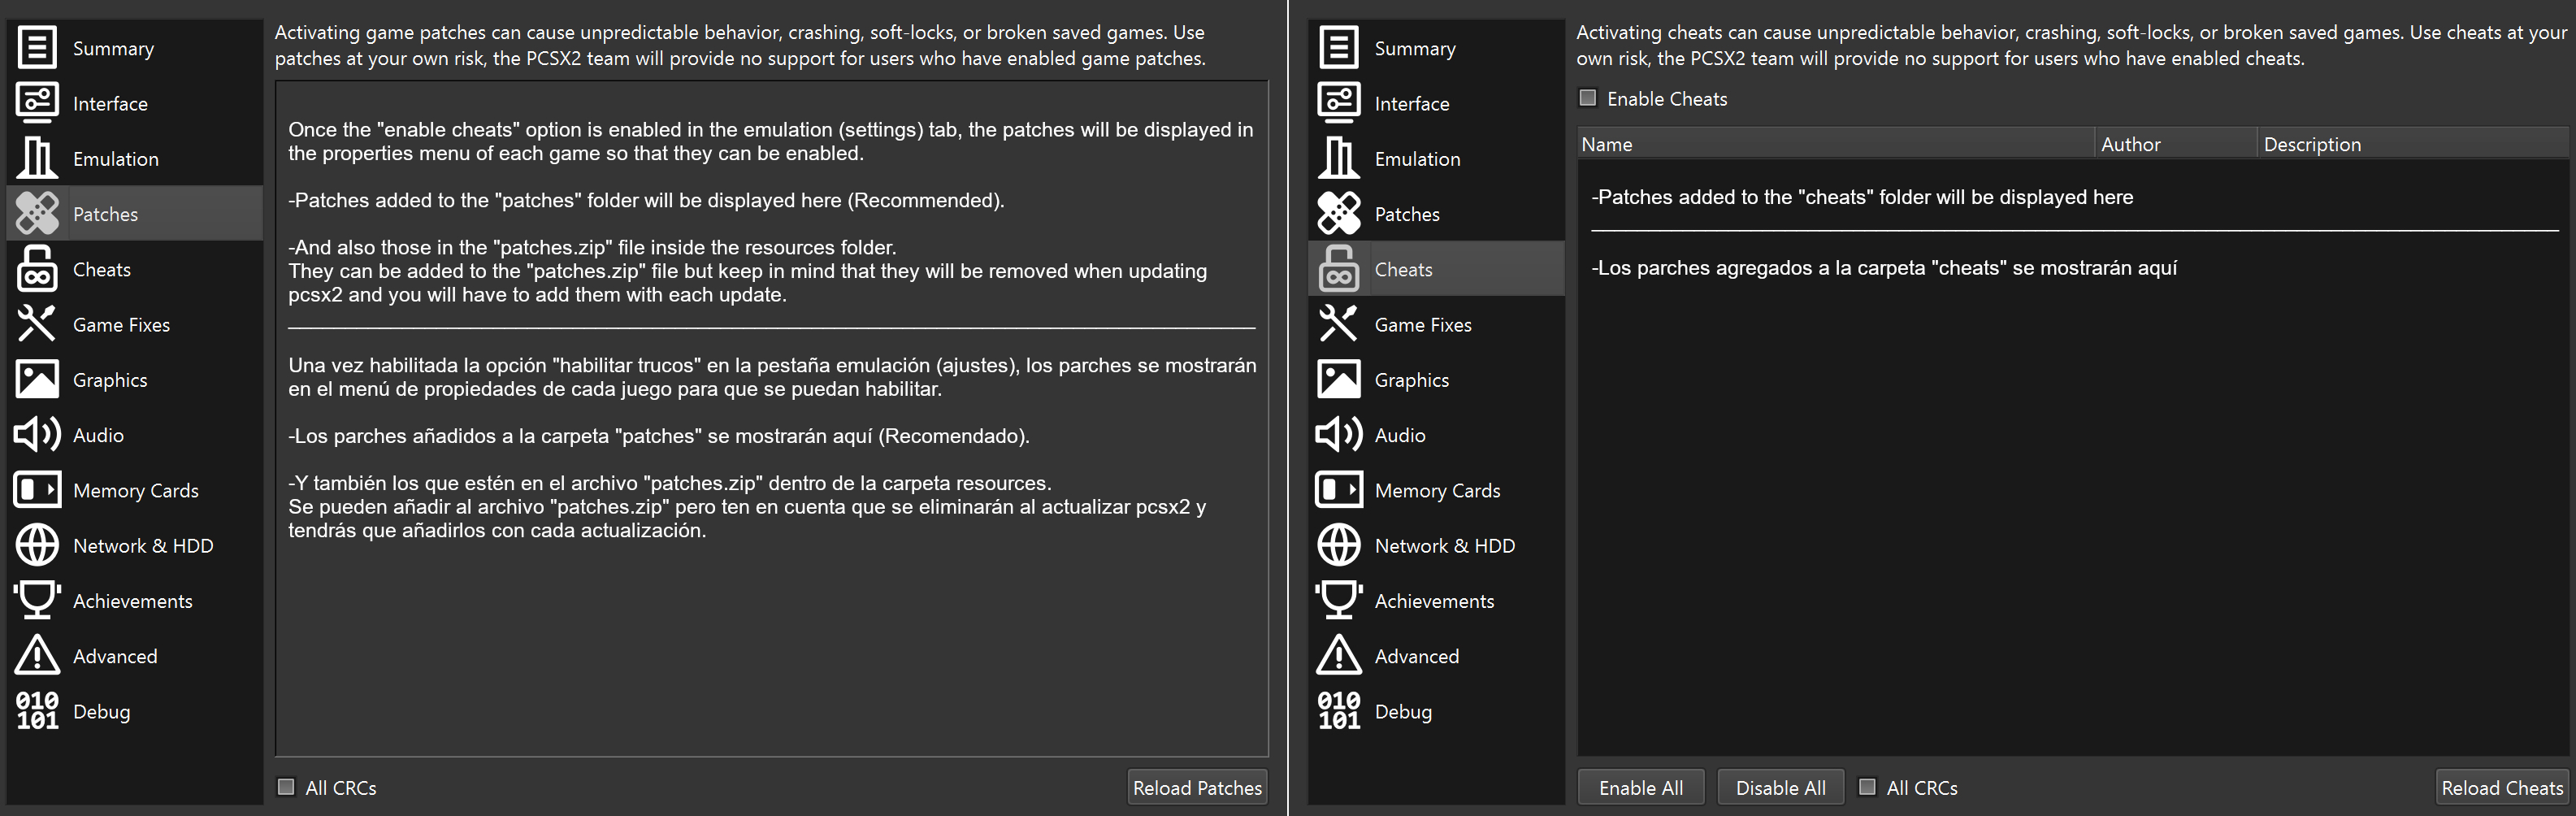 Summary
Interface
Emulation
Patches
Cheats
Game Fixes
Graphics
Audio
Memory Cards
Network & HDD
Achievements
Advanced
010
101
Debug
Activating game patches can cause unpredictable behavior, crashing, soft-locks, or broken saved games. Use
patches at your own risk, the PCSX2 team will provide no support for users who have enabled game patches.
Once the "enable cheats" option is enabled in the emulation (settings) tab, the patches will be displayed in
the properties menu of each game so that they can be enabled.
-Patches added to the "patches" folder will be displayed here (Recommended).
-And also those in the "patches.zip" file inside the resources folder.
They can be added to the "patches.zip" file but keep in mind that they will be removed when updating
pcsx2 and you will have to add them with each update.
Una vez habilitada la opción "habilitar trucos" en la pestaña emulación (ajustes), los parches se mostrarán
en el menú de propiedades de cada juego para que se puedan habilitar.
-Los parches añadidos a la carpeta "patches" se mostrarán aquí (Recomendado).
-Y también los que estén en el archivo "patches.zip" dentro de la carpeta resources.
Se pueden añadir al archivo "patches.zip" pero ten en cuenta que se eliminarán al actualizar pcsx2 y
tendrás que añadirlos con cada actualización.
All CRCs
Reload Patches
Summary
Interface
Emulation
Patches
Cheats
Game Fixes
Graphics
Audio
Memory Cards
Network & HDD
Achievements
Advanced
010
101
Debug
Activating cheats can cause unpredictable behavior, crashing, soft-locks, or broken saved games. Use cheats at your
own risk, the PCSX2 team will provide no support for users who have enabled cheats.
Enable Cheats
Name Author Description
-Patches added to the "cheats" folder will be displayed here
-Los parches agregados a la carpeta "cheats" se mostrarán aquí
Enable All Disable All All CRCs Reload Cheats